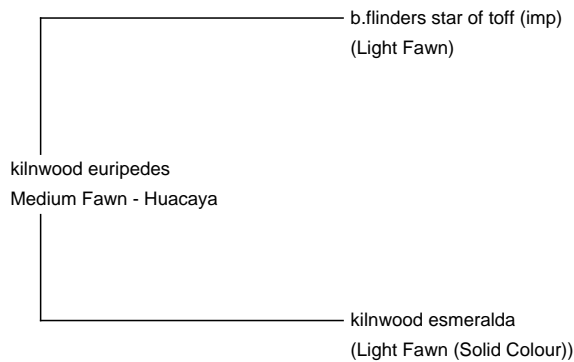 b.flinders star of toff (imp)
(Light Fawn)
kilnwood euripedes
Medium Fawn - Huacaya
kilnwood esmeralda
(Light Fawn (Solid Colour))